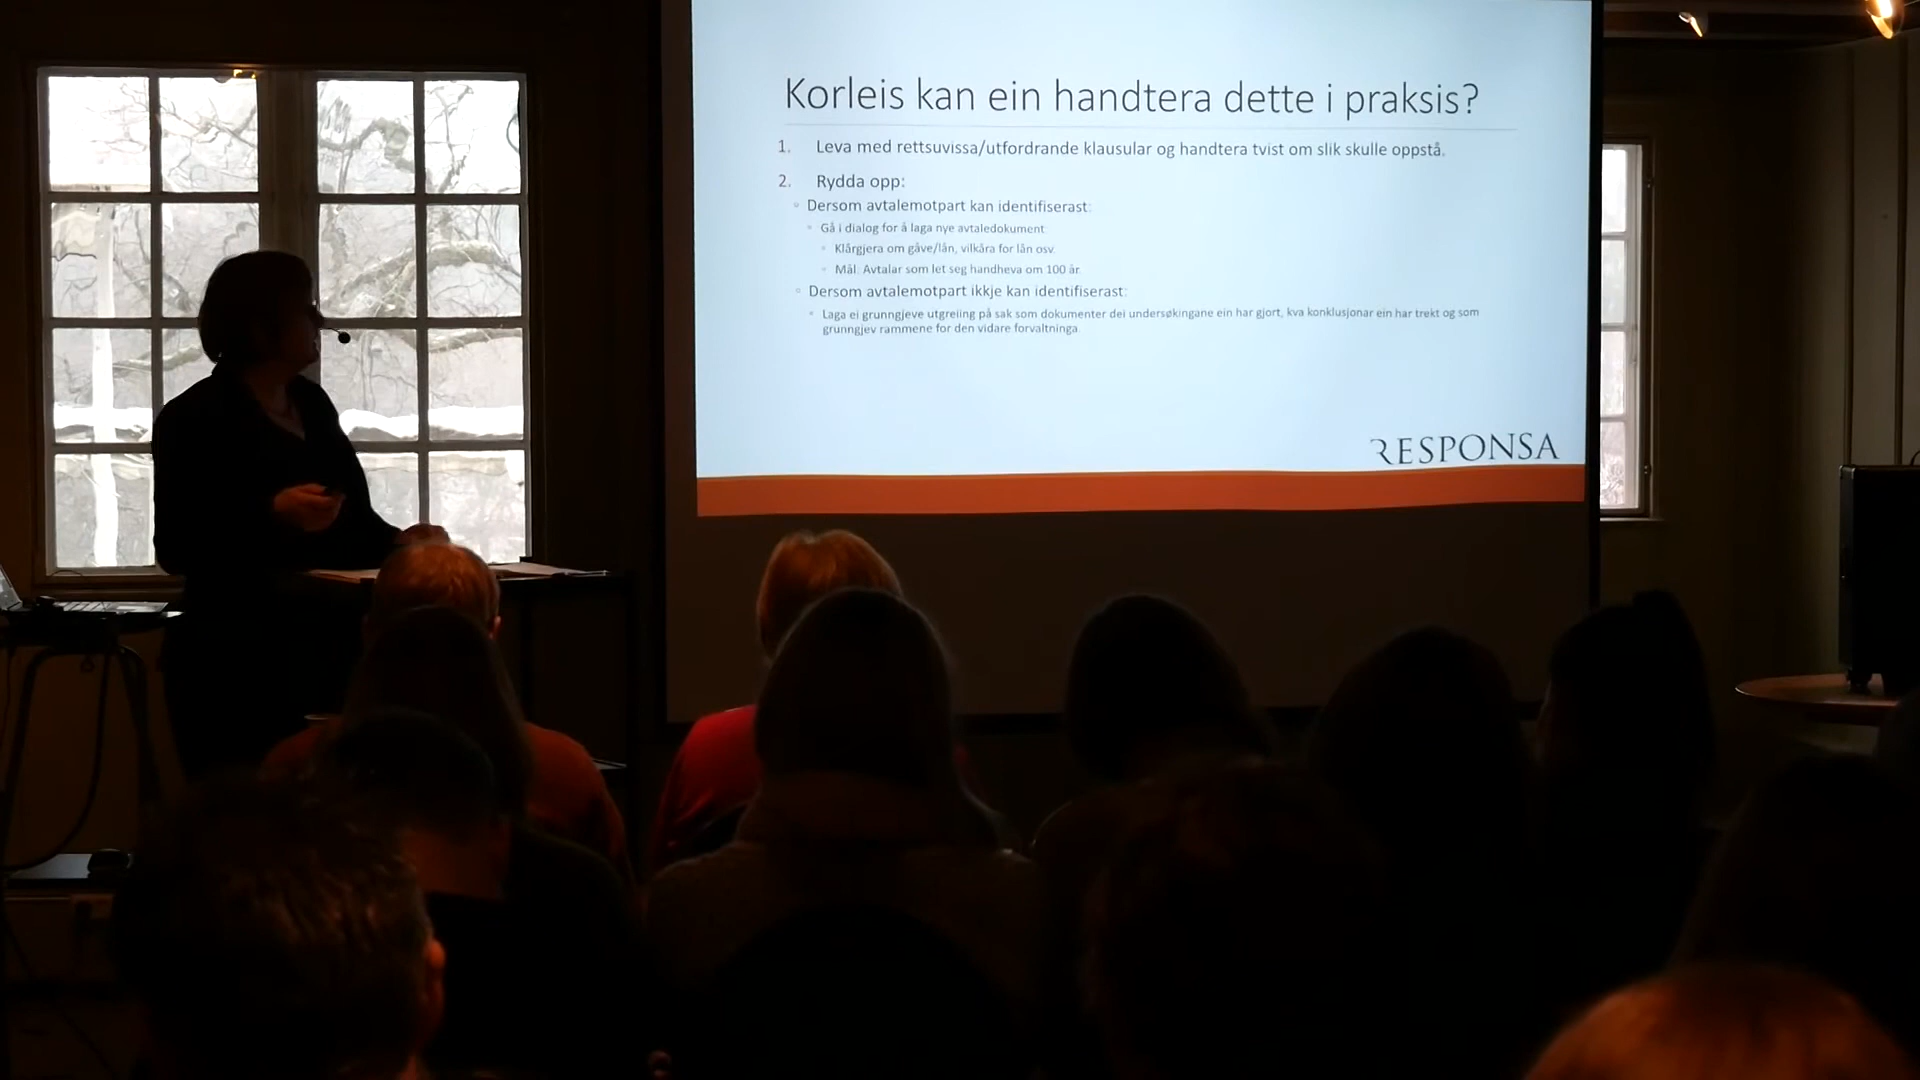 Korleis kan ein handtera dette i praksis?
1. Leva med rettsuvissa/utfordrande klausular og handtera tvist om slik skulle oppstå.
2. Rydda opp:
Dersom avtalemotpart kan identifiserast:
Gå i dialog for å laga nye avtaledokument
Klårgjera om gåve/lån, vilkåra for lån osv.
Mål: Avtalar som let seg handheva om 100 år
Dersom avtalemotpart ikkje kan identifiserast:
Laga ei grunngjeve utgreiing på sak som dokumenter dei undersøkingane ein har gjort, kva konklusjonar ein har trekt og som
grunngjev rammene for den vidare forvaltninga.
RESPONSA